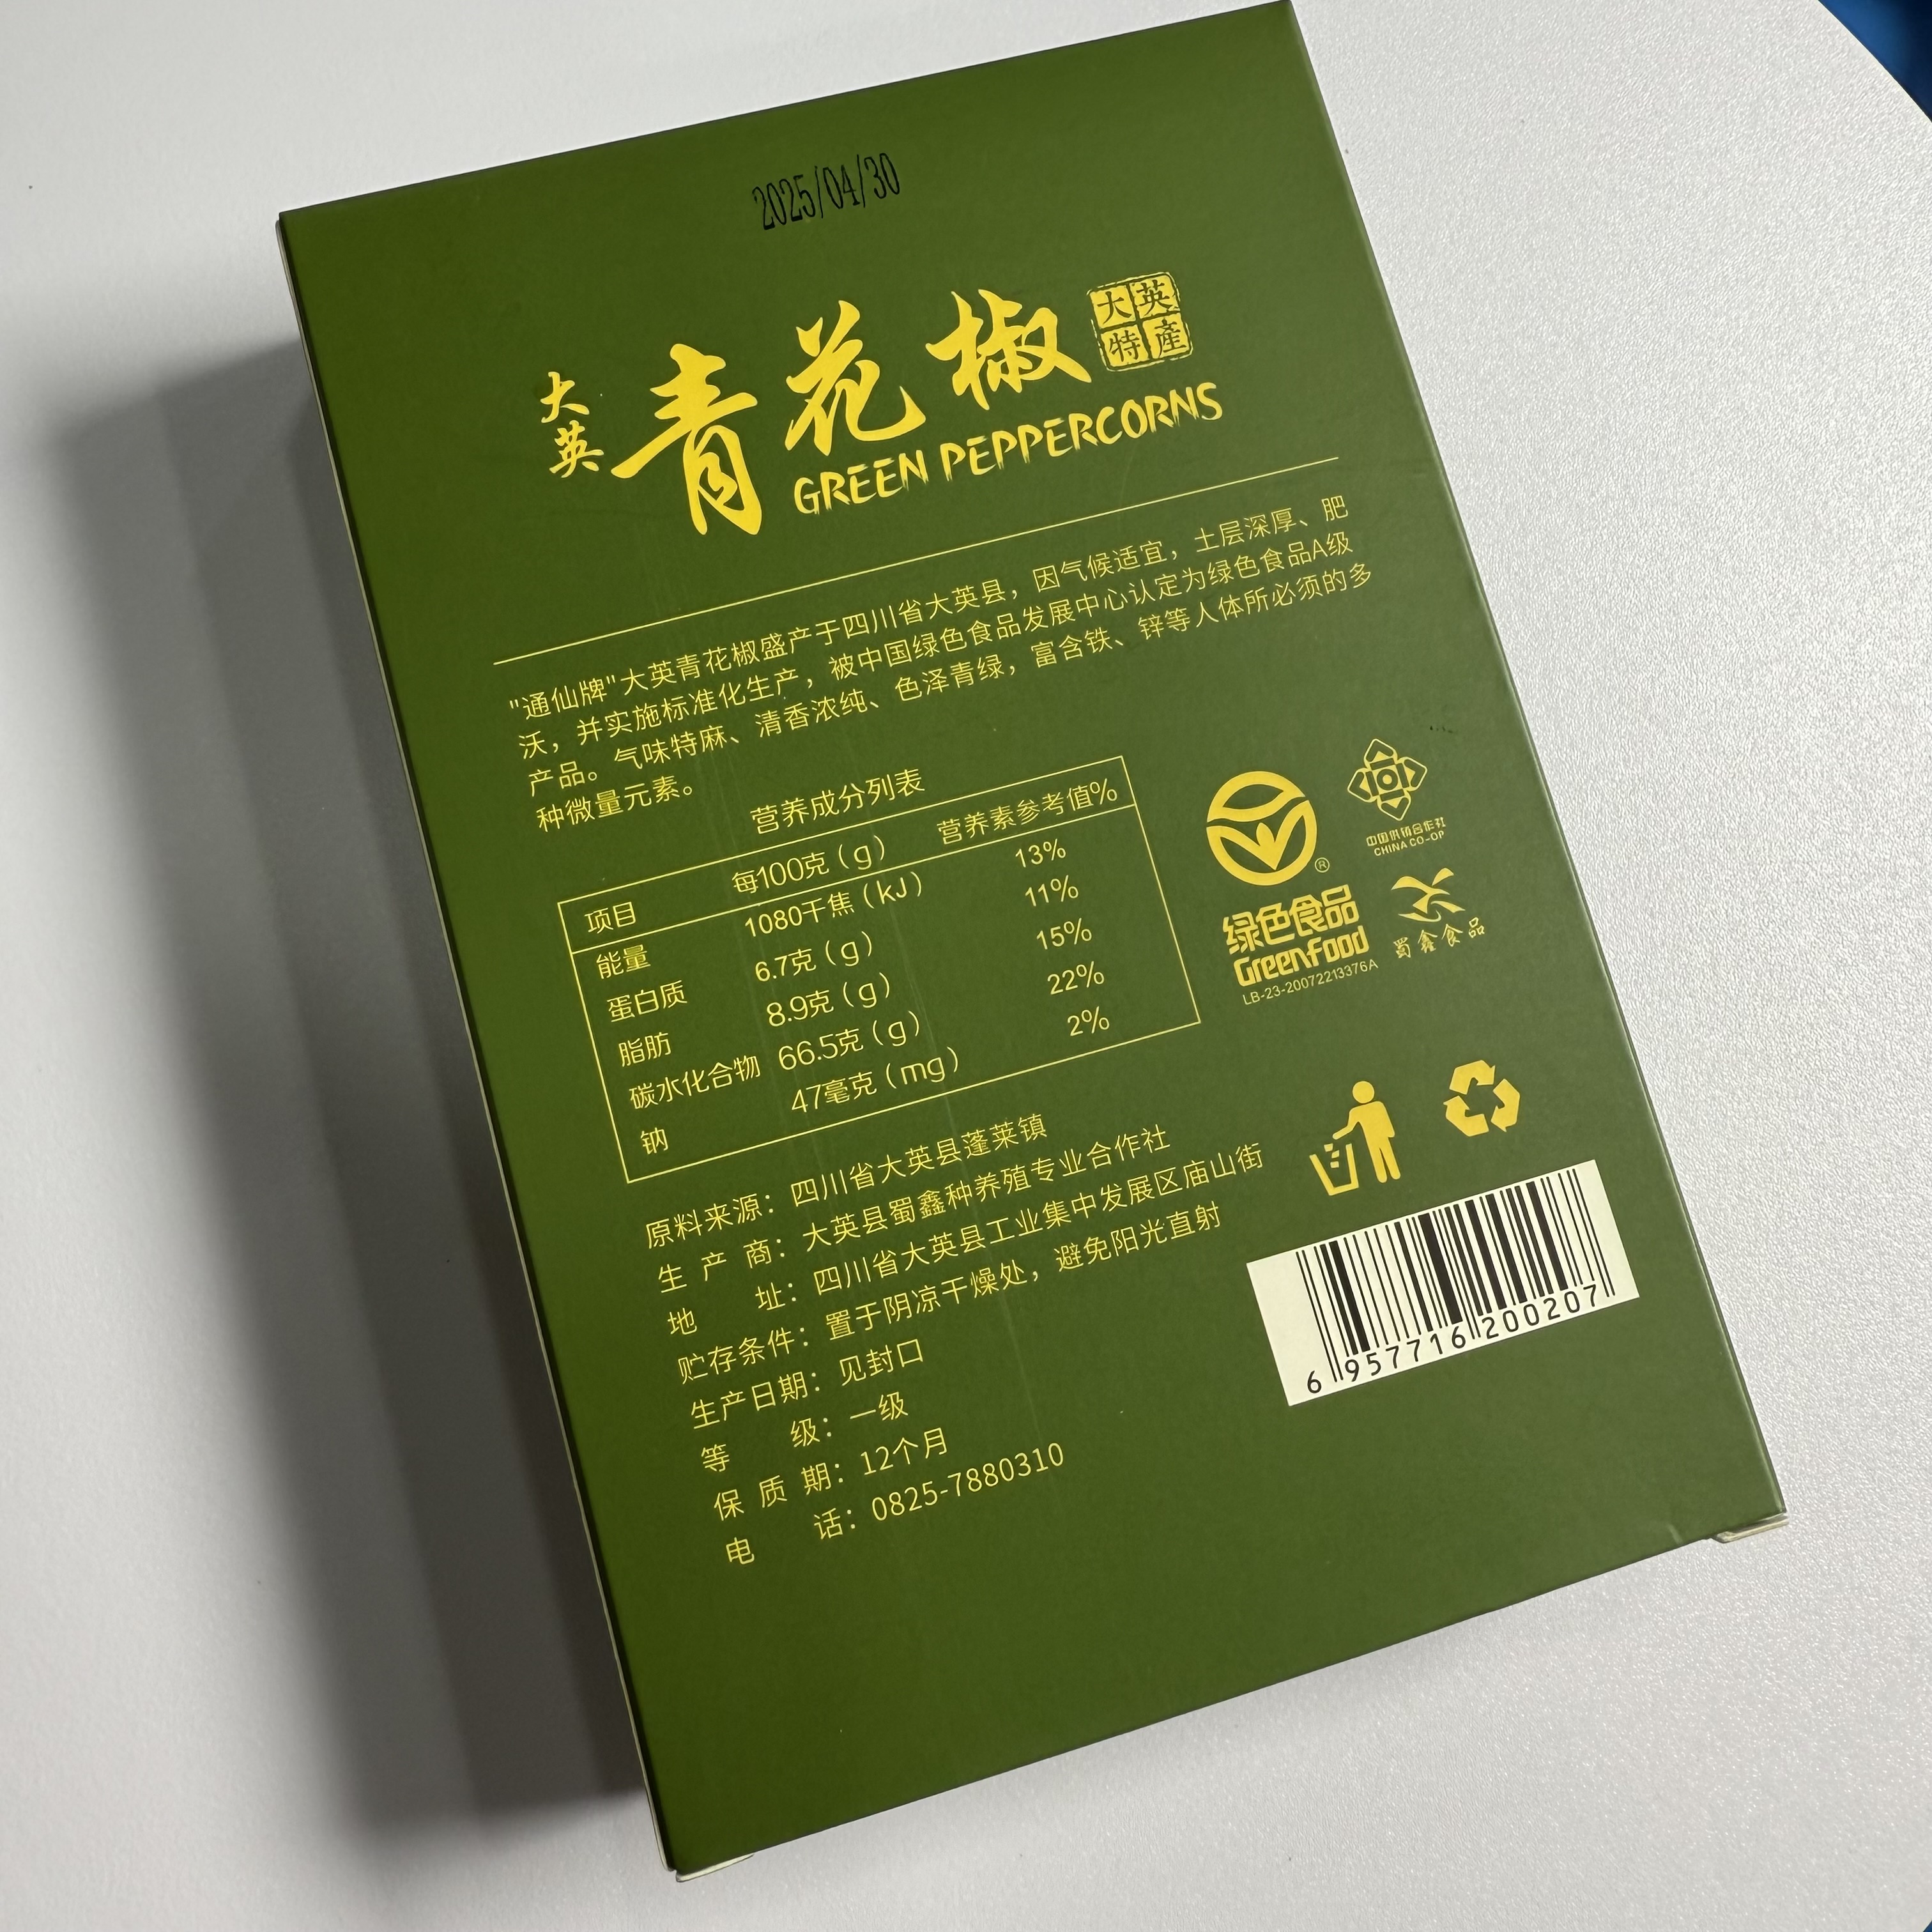 2025/04/30
大英
青花椒
大英
特產
GREEN PEPPERCORNS
"通仙牌"大英青花椒盛产于四川省大英县，因气候适宜，土层深厚、肥
沃，并实施标准化生产，被中国绿色食品发展中心认定为绿色食品A级
产品。气味特麻、清香浓纯、色泽青绿，富含铁、锌等人体所必须的多
种微量元素。
营养成分列表
项目 每100克（g） 营养素参考值%
能量 1080千焦（kJ） 13%
蛋白质 6.7克（g） 11%
脂肪 8.9克（g） 15%
碳水化合物 66.5克（g） 22%
钠 47毫克（mg） 2%
®
绿色食品
Greenfood
LB-23-20072213376A
中国供销合作社
CHINA CO-OP
蜀鑫食品
原料来源：四川省大英县蓬莱镇
生产商：大英县蜀鑫种养殖专业合作社
地址：四川省大英县工业集中发展区庙山街
贮存条件：置于阴凉干燥处，避免阳光直射
生产日期：见封口
等级：一级
保质期：12个月
电话：0825-7880310
6 957716 200207